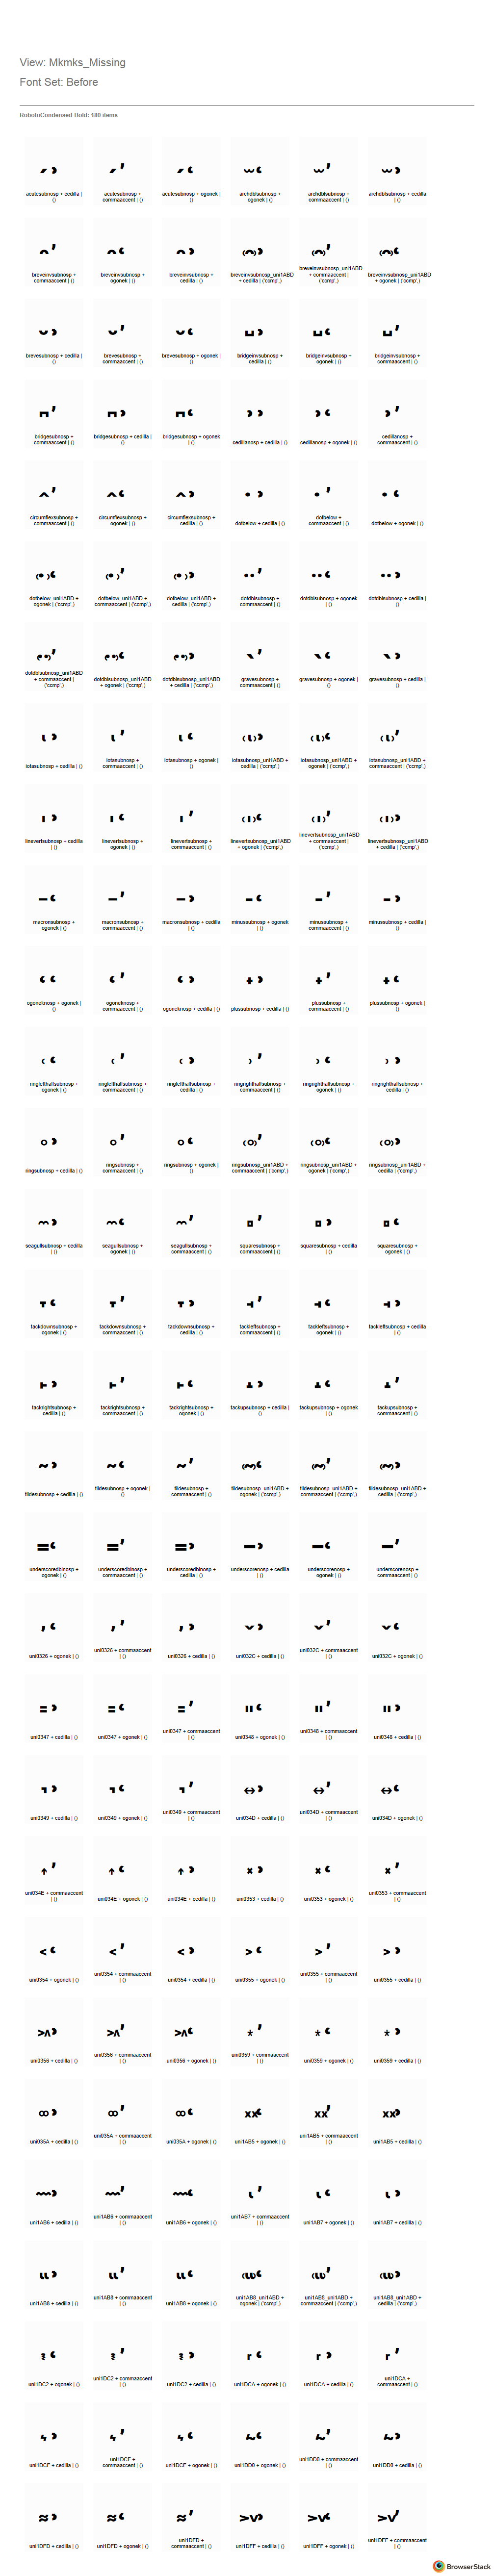 View: Mkmks_Missing
Font Set: Before
RobotoCondensed-Bold: 180 items
acutesubnosp + cedilla |
()
acutesubnosp +
commaaccent | ()
acutesubnosp + ogonek |
()
archdblsubnosp +
ogonek | ()
archdblsubnosp +
commaaccent | ()
archdblsubnosp + cedilla
| ()
breveinvsubnosp +
commaaccent | ()
breveinvsubnosp +
ogonek | ()
breveinvsubnosp +
cedilla | ()
breveinvsubnosp_uni1ABD
+ cedilla | ('ccmp',)
breveinvsubnosp_uni1ABD
+ commaaccent |
('ccmp',)
breveinvsubnosp_uni1ABD
+ ogonek | ('ccmp',)
brevesubnosp + cedilla |
()
brevesubnosp +
commaaccent | ()
brevesubnosp + ogonek |
()
bridgeinvsubnosp +
cedilla | ()
bridgeinvsubnosp +
ogonek | ()
bridgeinvsubnosp +
commaaccent | ()
bridgesubnosp +
commaaccent | ()
bridgesubnosp + cedilla |
()
bridgesubnosp + ogonek
| ()
cedillanosp + cedilla | ()
cedillanosp + ogonek | ()
cedillanosp +
commaaccent | ()
circumflexsubnosp +
commaaccent | ()
circumflexsubnosp +
ogonek | ()
circumflexsubnosp +
cedilla | ()
dotbelow + cedilla | ()
dotbelow +
commaaccent | ()
dotbelow + ogonek | ()
dotbelow_uni1ABD +
ogonek | ('ccmp',)
dotbelow_uni1ABD +
commaaccent | ('ccmp',)
dotbelow_uni1ABD +
cedilla | ('ccmp',)
dotdblsubnosp +
commaaccent | ()
dotdblsubnosp + ogonek
| ()
dotdblsubnosp + cedilla |
()
dotdblsubnosp_uni1ABD
+ commaaccent |
('ccmp',)
dotdblsubnosp_uni1ABD
+ ogonek | ('ccmp',)
dotdblsubnosp_uni1ABD
+ cedilla | ('ccmp',)
gravesubnosp +
commaaccent | ()
gravesubnosp + ogonek |
()
gravesubnosp + cedilla |
()
iotasubnosp + cedilla | ()
iotasubnosp +
commaaccent | ()
iotasubnosp + ogonek |
()
iotasubnosp_uni1ABD +
cedilla | ('ccmp',)
iotasubnosp_uni1ABD +
ogonek | ('ccmp',)
iotasubnosp_uni1ABD +
commaaccent | ('ccmp',)
linevertsubnosp + cedilla
| ()
linevertsubnosp +
ogonek | ()
linevertsubnosp +
commaaccent | ()
linevertsubnosp_uni1ABD
+ ogonek | ('ccmp',)
linevertsubnosp_uni1ABD
+ commaaccent |
('ccmp',)
linevertsubnosp_uni1ABD
+ cedilla | ('ccmp',)
macronsubnosp +
ogonek | ()
macronsubnosp +
commaaccent | ()
macronsubnosp + cedilla
| ()
minussubnosp + ogonek
| ()
minussubnosp +
commaaccent | ()
minussubnosp + cedilla |
()
ogoneknosp + ogonek |
()
ogoneknosp +
commaaccent | ()
ogoneknosp + cedilla | ()
plussubnosp + cedilla | ()
plussubnosp +
commaaccent | ()
plussubnosp + ogonek |
()
ringlefthalfsubnosp +
ogonek | ()
ringlefthalfsubnosp +
commaaccent | ()
ringlefthalfsubnosp +
cedilla | ()
ringrighthalfsubnosp +
commaaccent | ()
ringrighthalfsubnosp +
ogonek | ()
ringrighthalfsubnosp +
cedilla | ()
ringsubnosp + cedilla | ()
ringsubnosp +
commaaccent | ()
ringsubnosp + ogonek |
()
ringsubnosp_uni1ABD +
commaaccent | ('ccmp',)
ringsubnosp_uni1ABD +
ogonek | ('ccmp',)
ringsubnosp_uni1ABD +
cedilla | ('ccmp',)
seagullsubnosp + cedilla
| ()
seagullsubnosp +
ogonek | ()
seagullsubnosp +
commaaccent | ()
squaresubnosp +
commaaccent | ()
squaresubnosp + cedilla
| ()
squaresubnosp +
ogonek | ()
tackdownsubnosp +
ogonek | ()
tackdownsubnosp +
commaaccent | ()
tackdownsubnosp +
cedilla | ()
tackleftsubnosp +
commaaccent | ()
tackleftsubnosp +
ogonek | ()
tackleftsubnosp + cedilla
| ()
tackrightsubnosp +
cedilla | ()
tackrightsubnosp +
commaaccent | ()
tackrightsubnosp +
ogonek | ()
tackupsubnosp + cedilla |
()
tackupsubnosp + ogonek
| ()
tackupsubnosp +
commaaccent | ()
tildesubnosp + cedilla | ()
tildesubnosp + ogonek |
()
tildesubnosp +
commaaccent | ()
tildesubnosp_uni1ABD +
ogonek | ('ccmp',)
tildesubnosp_uni1ABD +
commaaccent | ('ccmp',)
tildesubnosp_uni1ABD +
cedilla | ('ccmp',)
underscoredblnosp +
ogonek | ()
underscoredblnosp +
commaaccent | ()
underscoredblnosp +
cedilla | ()
underscorenosp + cedilla
| ()
underscorenosp +
ogonek | ()
underscorenosp +
commaaccent | ()
uni0326 + ogonek | ()
uni0326 + commaaccent
| ()
uni0326 + cedilla | ()
uni032C + cedilla | ()
uni032C + commaaccent
| ()
uni032C + ogonek | ()
uni0347 + cedilla | ()
uni0347 + ogonek | ()
uni0347 + commaaccent
| ()
uni0348 + ogonek | ()
uni0348 + commaaccent
| ()
uni0348 + cedilla | ()
uni0349 + cedilla | ()
uni0349 + ogonek | ()
uni0349 + commaaccent
| ()
uni034D + cedilla | ()
uni034D + commaaccent
| ()
uni034D + ogonek | ()
uni034E + commaaccent
| ()
uni034E + ogonek | ()
uni034E + cedilla | ()
uni0353 + cedilla | ()
uni0353 + ogonek | ()
uni0353 + commaaccent
| ()
uni0354 + ogonek | ()
uni0354 + commaaccent
| ()
uni0354 + cedilla | ()
uni0355 + ogonek | ()
uni0355 + commaaccent
| ()
uni0355 + cedilla | ()
uni0356 + cedilla | ()
uni0356 + commaaccent
| ()
uni0356 + ogonek | ()
uni0359 + commaaccent
| ()
uni0359 + ogonek | ()
uni0359 + cedilla | ()
uni035A + cedilla | ()
uni035A + commaaccent
| ()
uni035A + ogonek | ()
uni1AB5 + ogonek | ()
uni1AB5 + commaaccent
| ()
uni1AB5 + cedilla | ()
uni1AB6 + cedilla | ()
uni1AB6 + commaaccent
| ()
uni1AB6 + ogonek | ()
uni1AB7 + commaaccent
| ()
uni1AB7 + ogonek | ()
uni1AB7 + cedilla | ()
uni1AB8 + cedilla | ()
uni1AB8 + commaaccent
| ()
uni1AB8 + ogonek | ()
uni1AB8_uni1ABD +
ogonek | ('ccmp',)
uni1AB8_uni1ABD +
commaaccent | ('ccmp',)
uni1AB8_uni1ABD +
cedilla | ('ccmp',)
uni1DC2 + ogonek | ()
uni1DC2 + commaaccent
| ()
uni1DC2 + cedilla | ()
uni1DCA + ogonek | ()
uni1DCA + cedilla | ()
uni1DCA +
commaaccent | ()
uni1DCF + cedilla | ()
uni1DCF +
commaaccent | ()
uni1DCF + ogonek | ()
uni1DD0 + ogonek | ()
uni1DD0 + commaaccent
| ()
uni1DD0 + cedilla | ()
uni1DFD + cedilla | ()
uni1DFD + ogonek | ()
uni1DFD +
commaaccent | ()
uni1DFF + cedilla | ()
uni1DFF + ogonek | ()
uni1DFF + commaaccent
| ()
BrowserStack